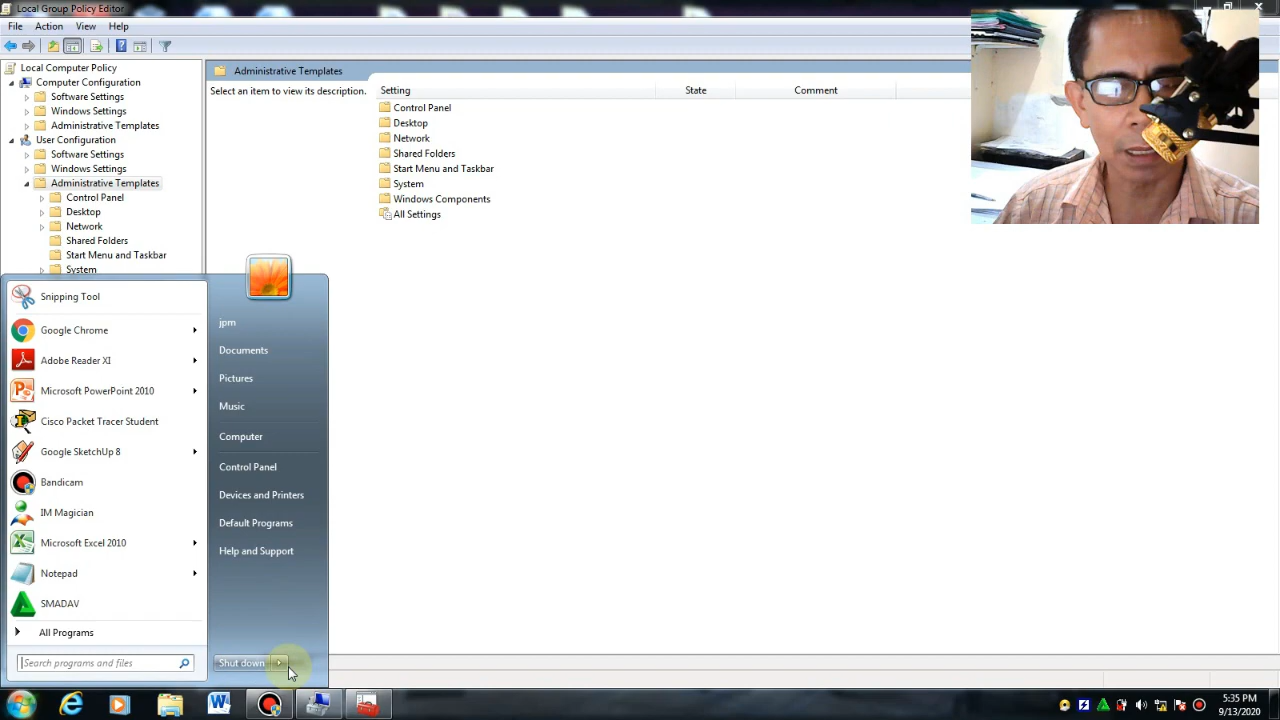 Local Group Policy Editor
File Action View Help
Local Computer Policy
Computer Configuration
Software Settings
Windows Settings
Administrative Templates
User Configuration
Software Settings
Windows Settings
Administrative Templates
Control Panel
Desktop
Network
Shared Folders
Start Menu and Taskbar
System
Administrative Templates
Select an item to view its description.
Setting State Comment
Control Panel
Desktop
Network
Shared Folders
Start Menu and Taskbar
System
Windows Components
All Settings
Snipping Tool
Google Chrome
Adobe Reader XI
Microsoft PowerPoint 2010
Cisco Packet Tracer Student
Google SketchUp 8
Bandicam
IM Magician
Microsoft Excel 2010
Notepad
SMADAV
All Programs
Search programs and files
jpm
Documents
Pictures
Music
Computer
Control Panel
Devices and Printers
Default Programs
Help and Support
Shut down
5:35 PM
9/13/2020